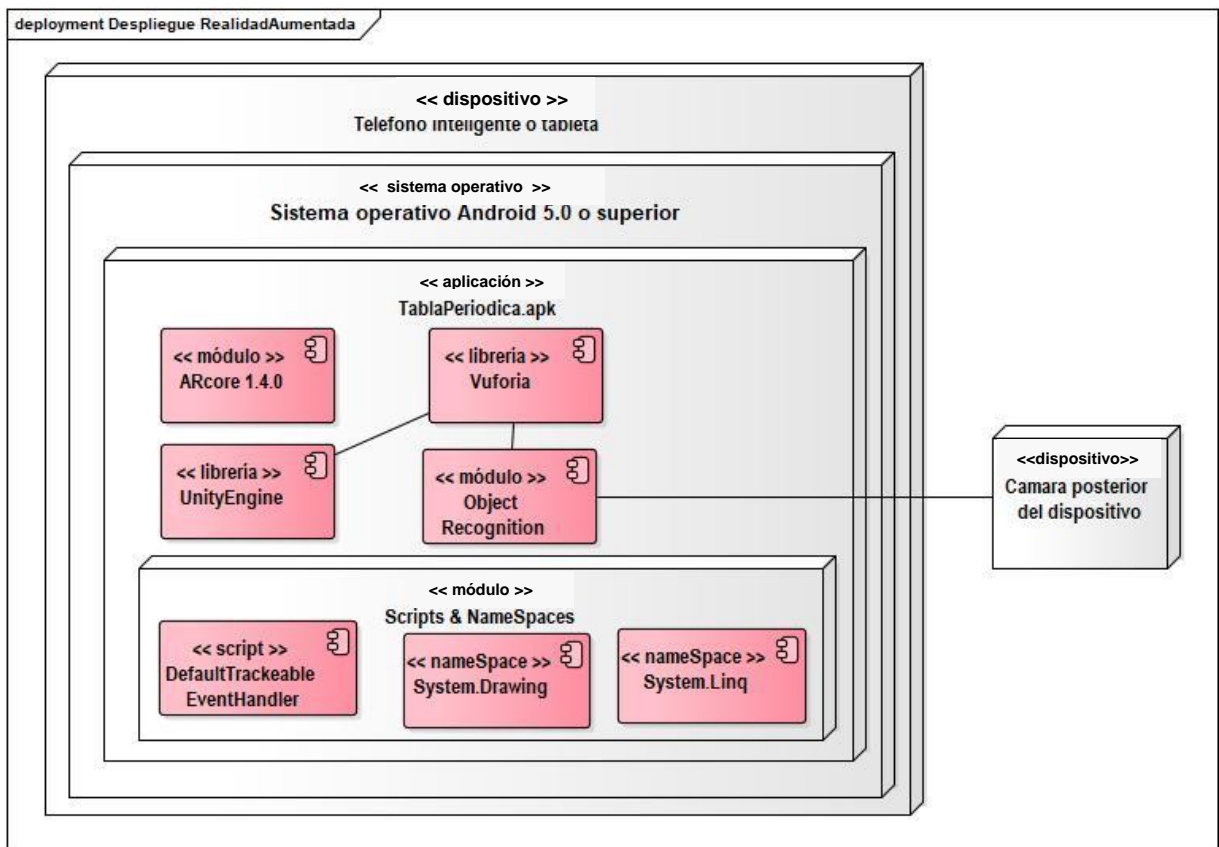 deployment Despliegue RealidadAumentada
<< dispositivo >>
Telefono inteligente o tableta
<< sistema operativo >>
Sistema operativo Android 5.0 o superior
<< aplicación >>
TablaPeriodica.apk
<< módulo >>
ARcore 1.4.0
<< libreria >>
Vuforia
<< libreria >>
UnityEngine
<< módulo >>
Object
Recognition
<<dispositivo>>
Camara posterior
del dispositivo
<< módulo >>
Scripts & NameSpaces
<< script >>
DefaultTrackeable
EventHandler
<< nameSpace >>
System.Drawing
<< nameSpace >>
System.Linq